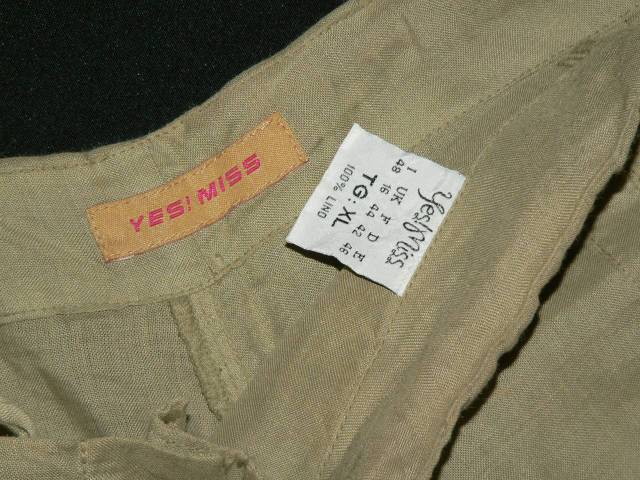 YES! MISS
Yes! Miss
I UK F D E
48 16 44 42 46
TG: XL
100% LINO